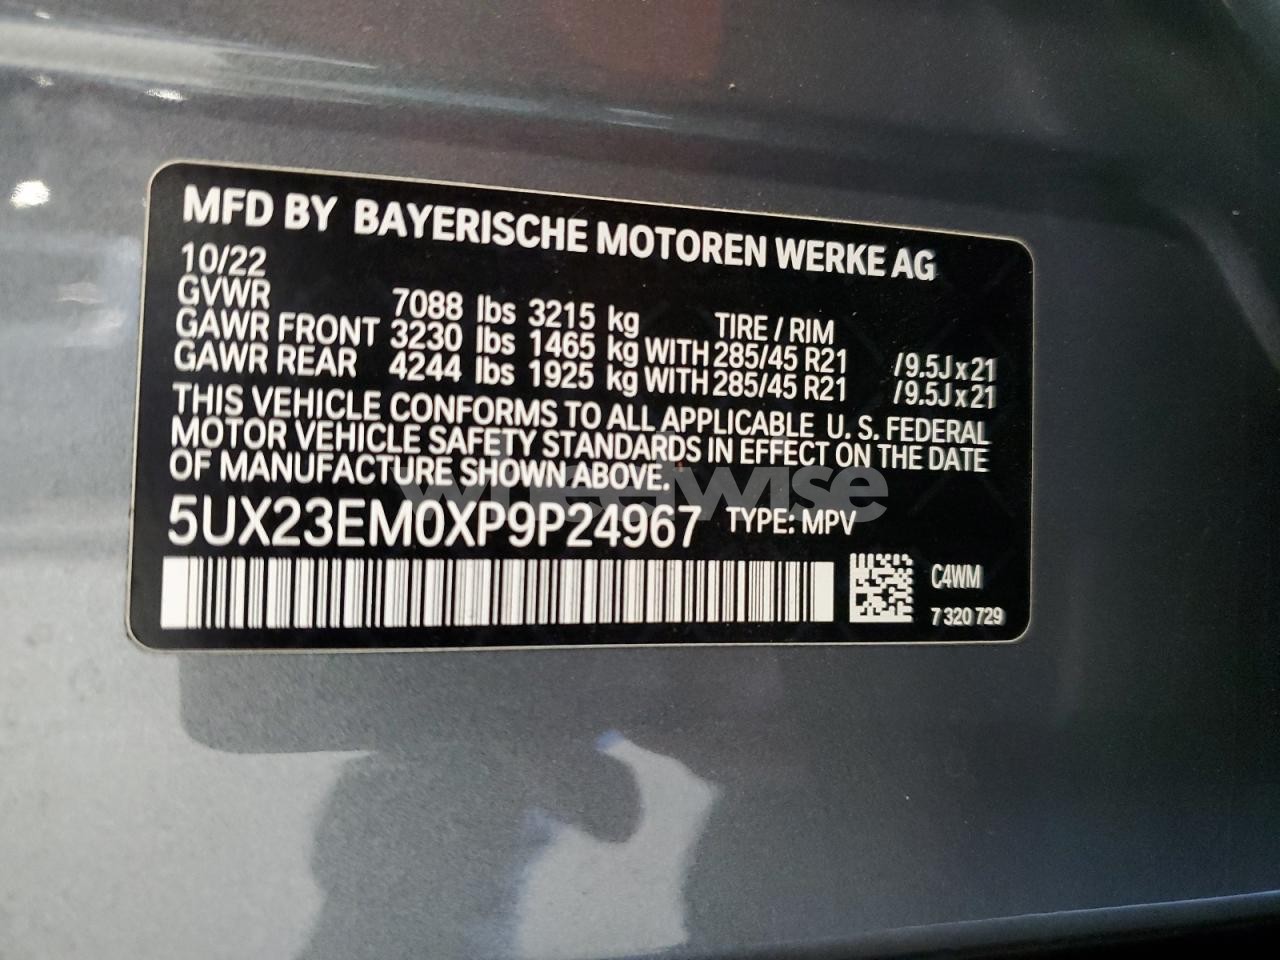 MFD BY BAYERISCHE MOTOREN WERKE AG
10/22
GVWR 7088 lbs 3215 kg TIRE / RIM
GAWR FRONT 3230 lbs 1465 kg WITH 285/45 R21 / 9.5J x 21
GAWR REAR 4244 lbs 1925 kg WITH 285/45 R21 / 9.5J x 21
THIS VEHICLE CONFORMS TO ALL APPLICABLE U. S. FEDERAL
MOTOR VEHICLE SAFETY STANDARDS IN EFFECT ON THE DATE
OF MANUFACTURE SHOWN ABOVE.
wheelwise
5UX23EM0XP9P24967 TYPE: MPV
C4WM
7 320 729